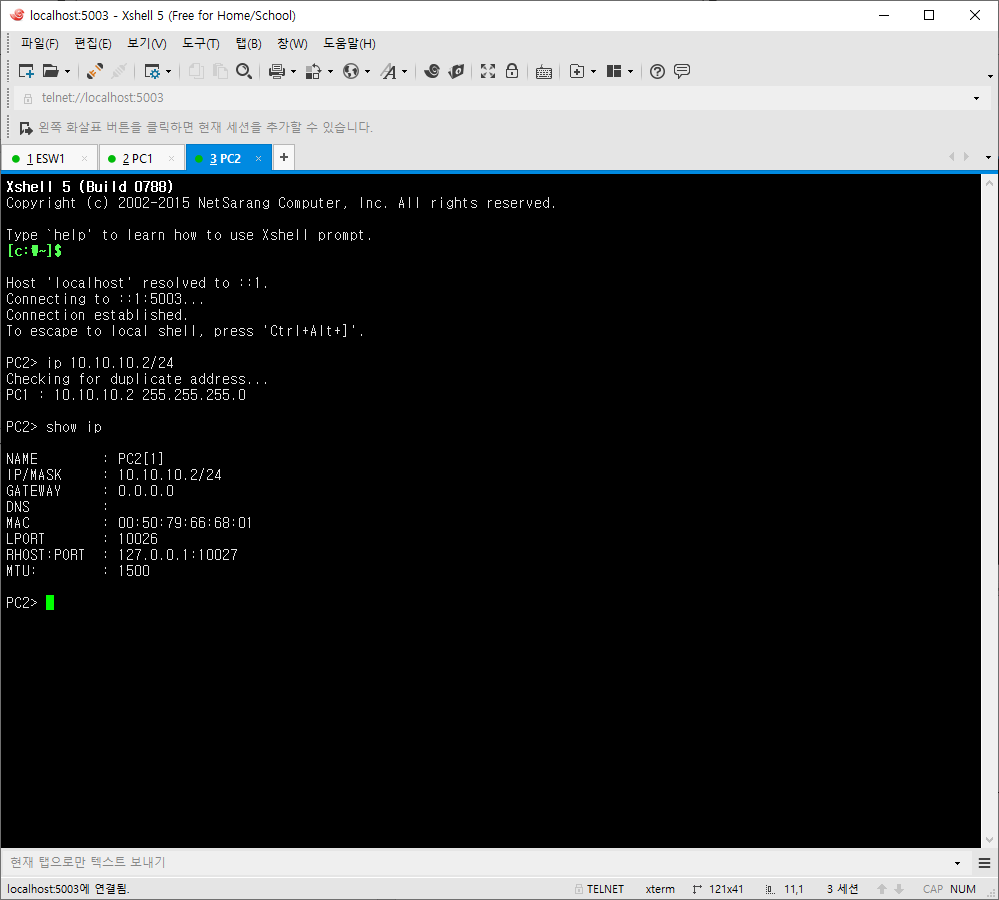 localhost:5003 - Xshell 5 (Free for Home/School)
파일(F) 편집(E) 보기(V) 도구(T) 탭(B) 창(W) 도움말(H)
telnet://localhost:5003
왼쪽 화살표 버튼을 클릭하면 현재 세션을 추가할 수 있습니다.
1 ESW1 × 2 PC1 × 3 PC2 × +
Xshell 5 (Build 0788)
Copyright (c) 2002-2015 NetSarang Computer, Inc. All rights reserved.
Type `help' to learn how to use Xshell prompt.
[c:₩~]$
Host 'localhost' resolved to ::1.
Connecting to ::1:5003...
Connection established.
To escape to local shell, press 'Ctrl+Alt+]'.
PC2> ip 10.10.10.2/24
Checking for duplicate address...
PC1 : 10.10.10.2 255.255.255.0
PC2> show ip
NAME : PC2[1]
IP/MASK : 10.10.10.2/24
GATEWAY : 0.0.0.0
DNS :
MAC : 00:50:79:66:68:01
LPORT : 10026
RHOST:PORT : 127.0.0.1:10027
MTU: : 1500
PC2>
현재 탭으로만 텍스트 보내기
localhost:5003에 연결됨. TELNET xterm 121x41 11,1 3 세션 CAP NUM